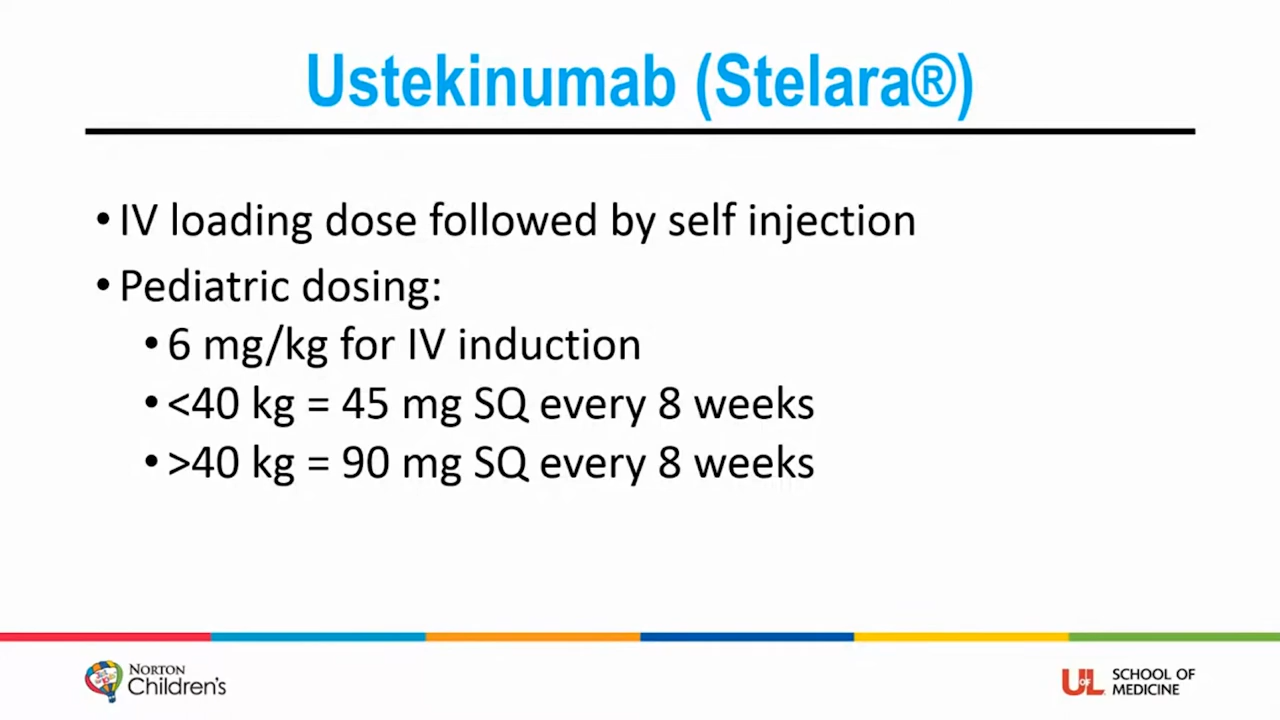 Ustekinumab (Stelara®)
• IV loading dose followed by self injection
• Pediatric dosing:
• 6 mg/kg for IV induction
• <40 kg = 45 mg SQ every 8 weeks
• >40 kg = 90 mg SQ every 8 weeks
NORTON
Children's
UofL SCHOOL OF
MEDICINE